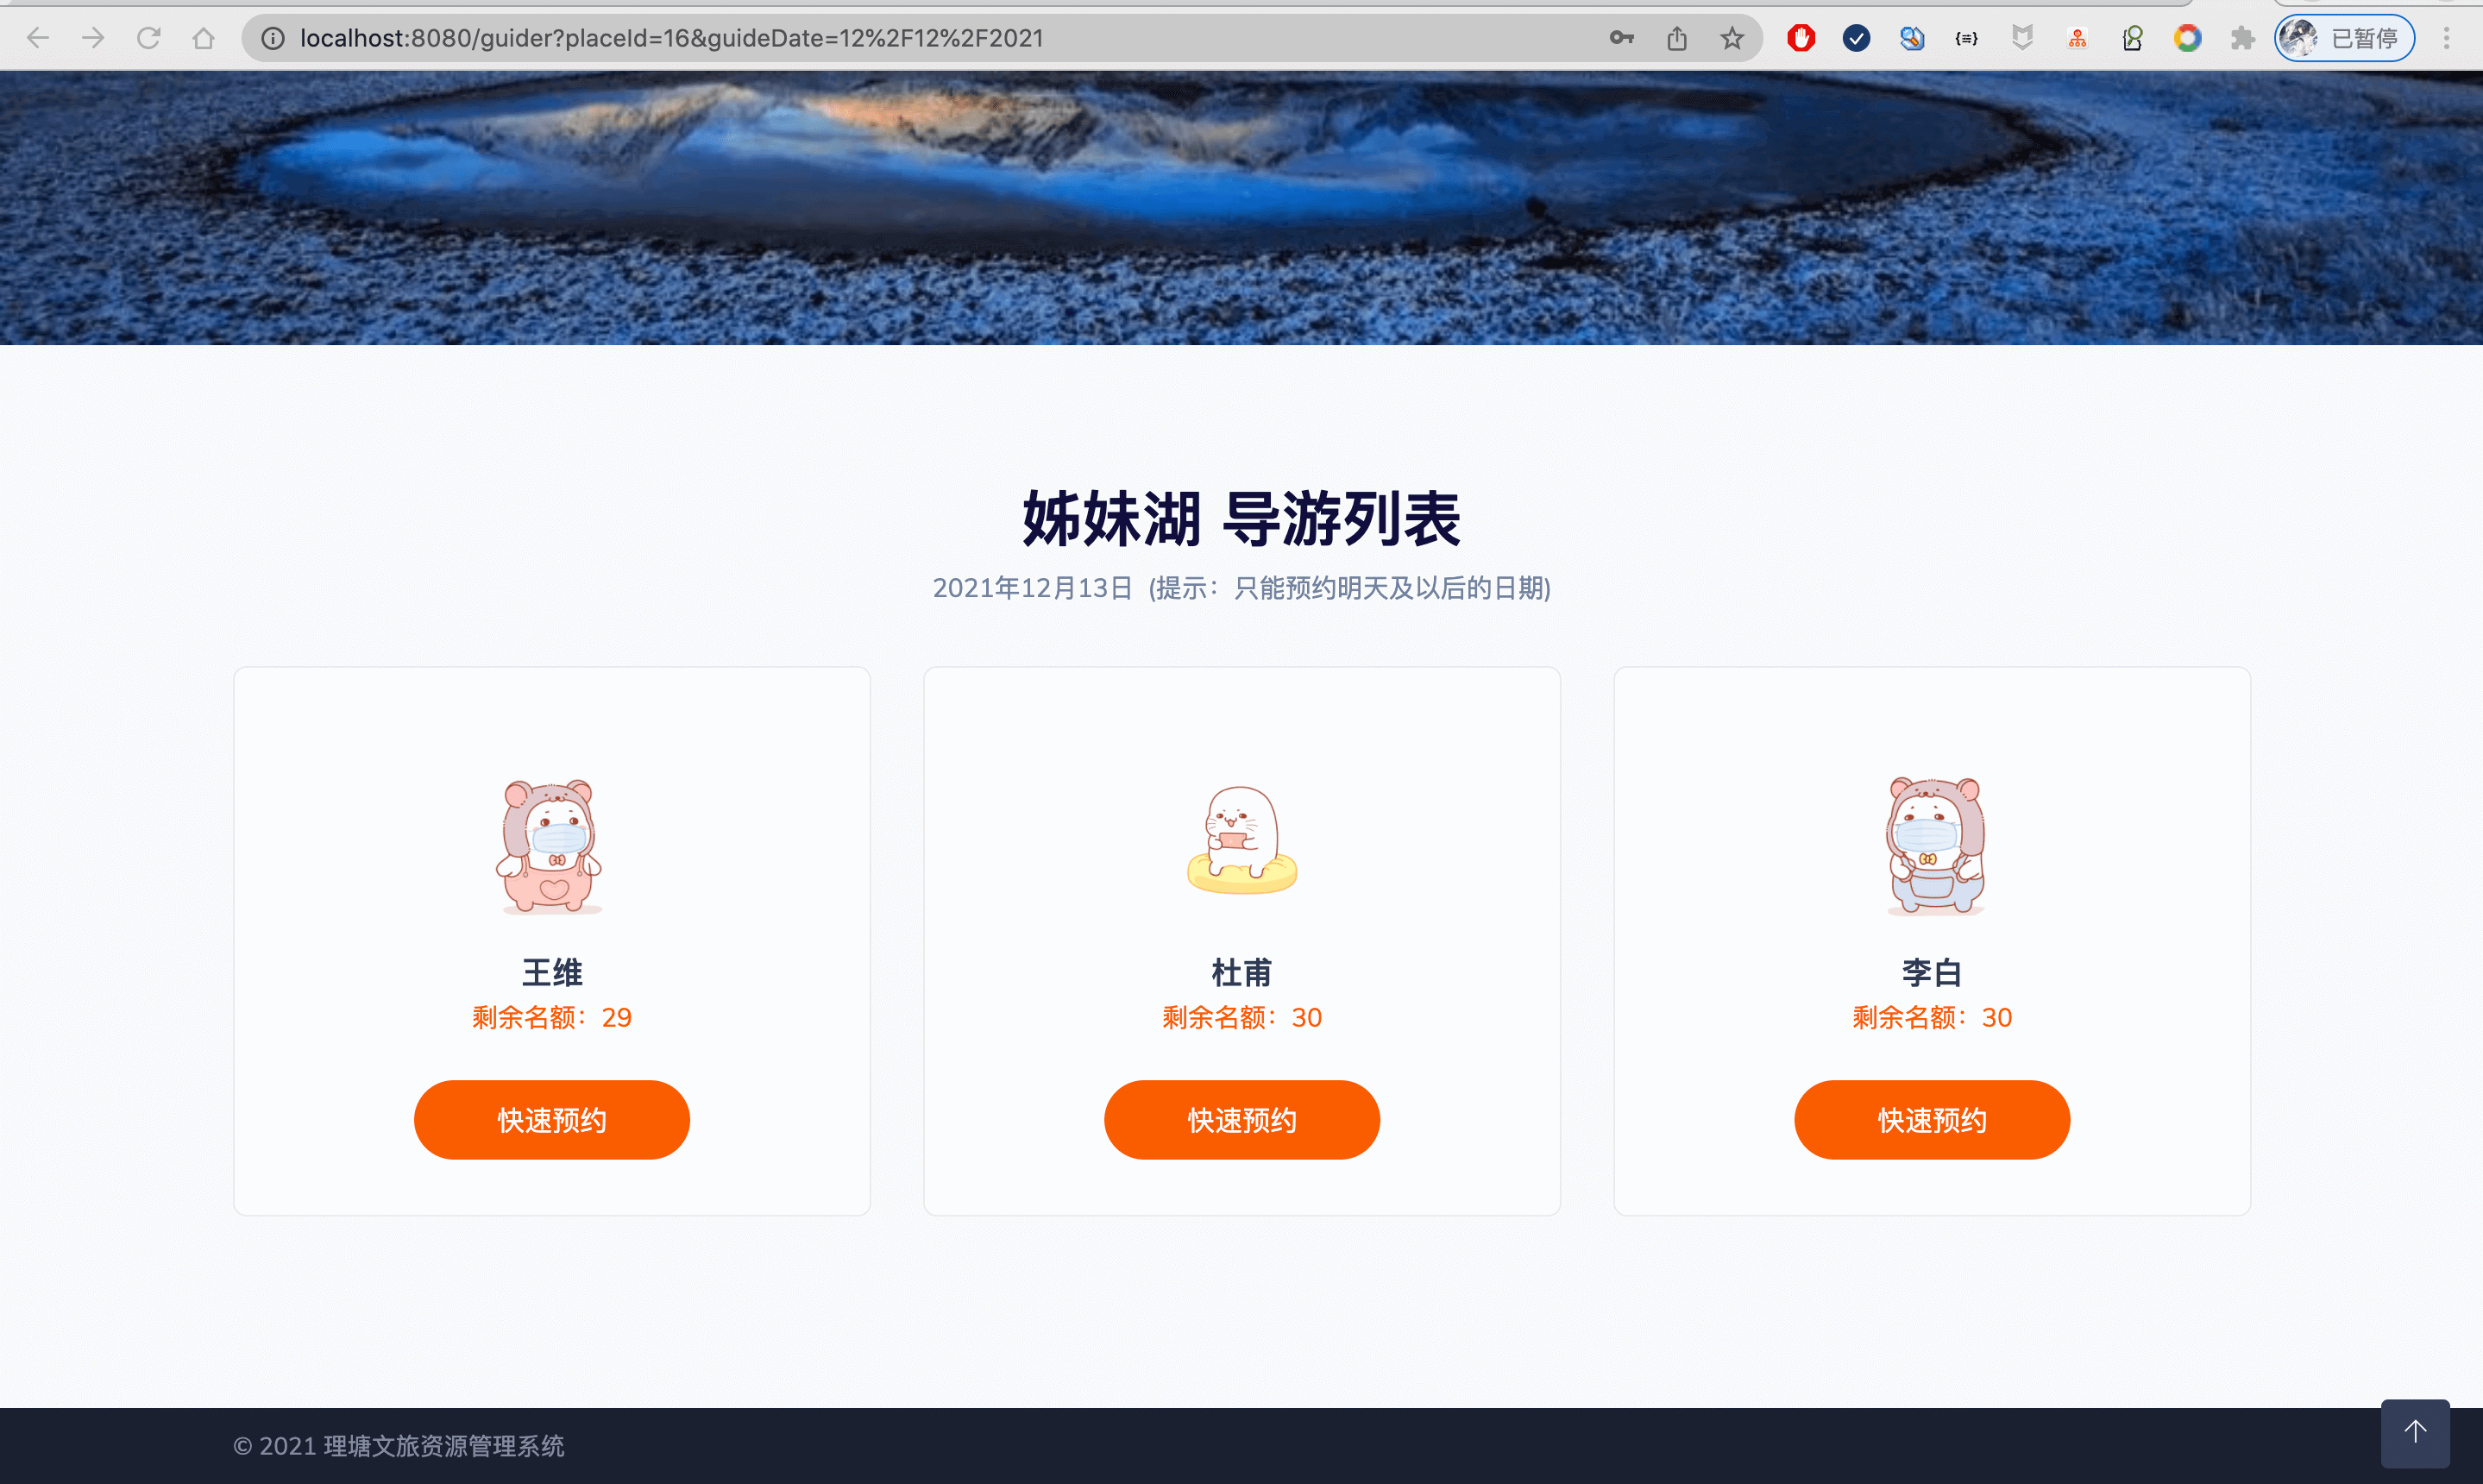 localhost:8080/guider?placeId=16&guideDate=12%2F12%2F2021
已暂停
姊妹湖 导游列表
2021年12月13日 (提示：只能预约明天及以后的日期)
王维
剩余名额：29
快速预约
杜甫
剩余名额：30
快速预约
李白
剩余名额：30
快速预约
© 2021 理塘文旅资源管理系统